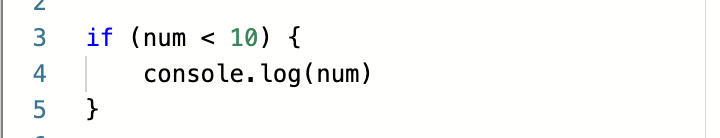 3 if (num < 10) {
4     console.log(num)
5 }